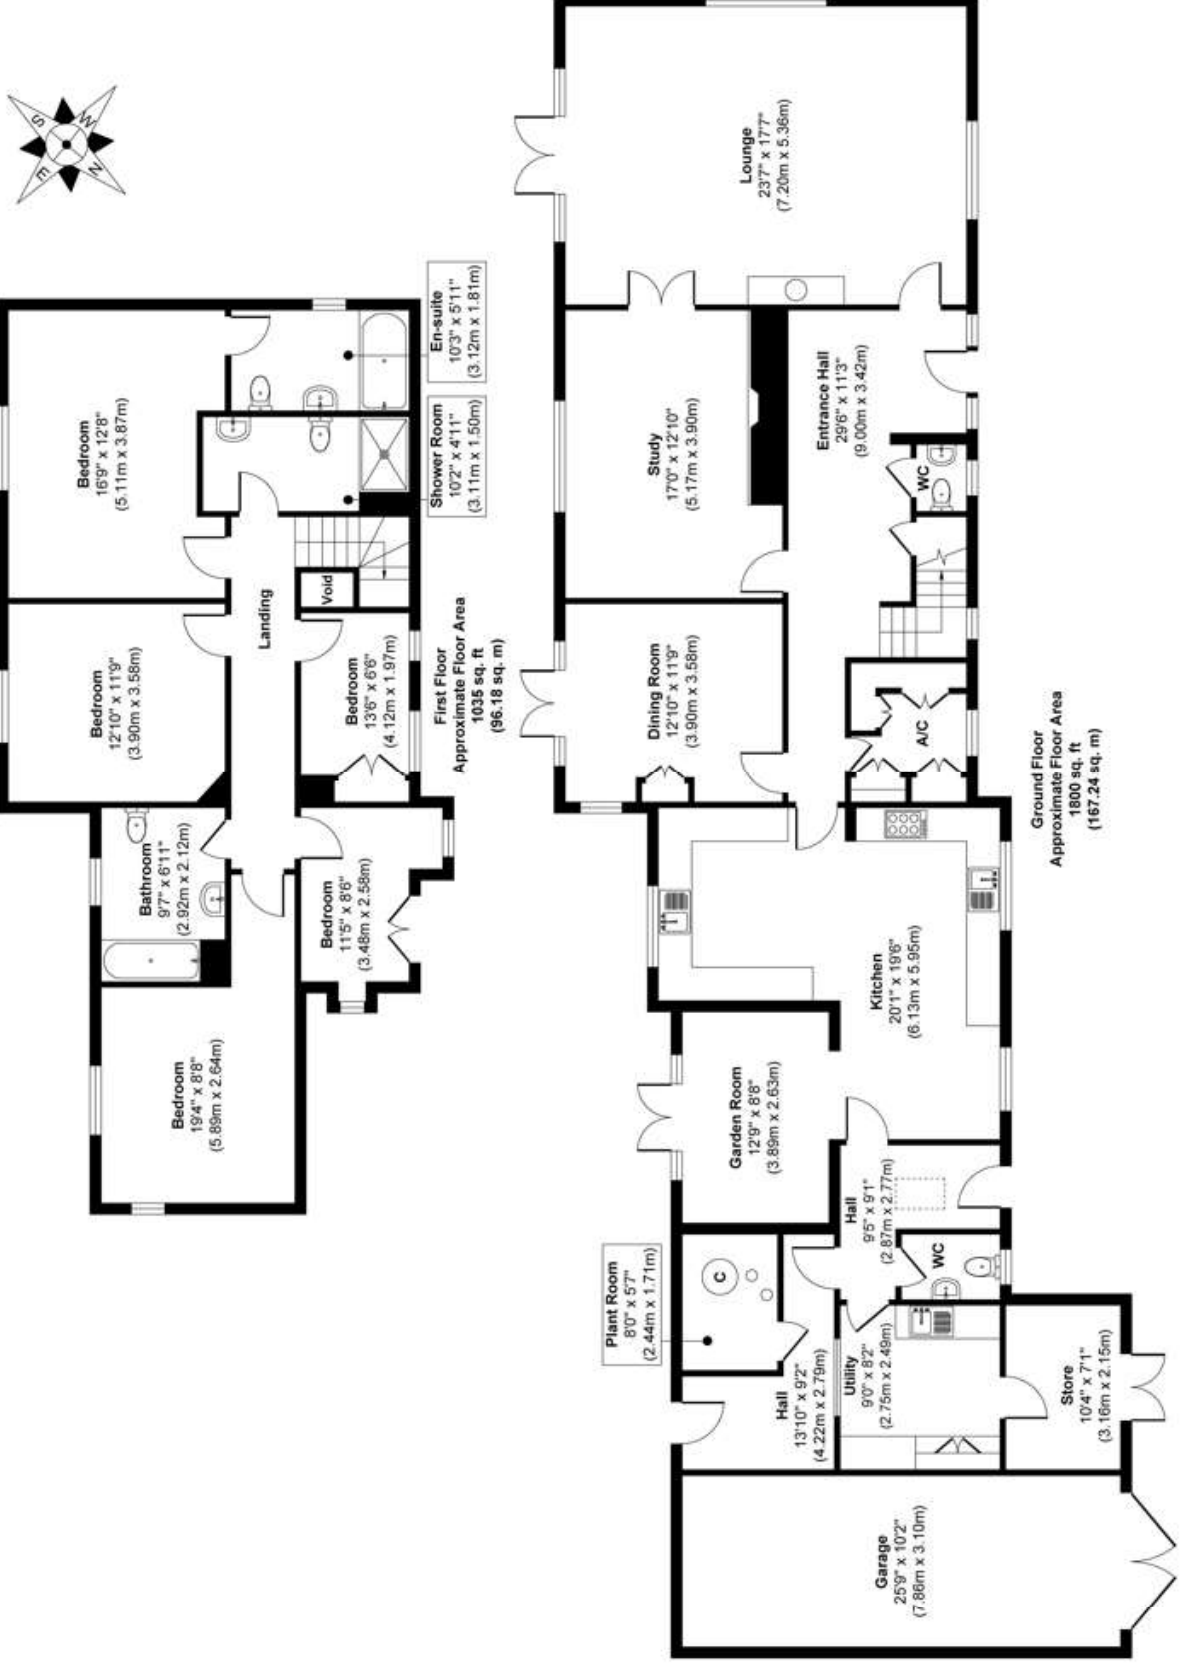 Bedroom
19'4" x 8'8"
(5.89m x 2.64m)
Bathroom
9'7" x 6'11"
(2.92m x 2.12m)
Bedroom
12'10" x 11'9"
(3.90m x 3.58m)
Bedroom
16'9" x 12'8"
(5.11m x 3.87m)
S
W
E
N
Landing
Void
Bedroom
11'5" x 8'6"
(3.48m x 2.58m)
Bedroom
13'6" x 6'6"
(4.12m x 1.97m)
Shower Room
10'2" x 4'11"
(3.11m x 1.50m)
En-suite
10'3" x 5'11"
(3.12m x 1.81m)
First Floor
Approximate Floor Area
1035 sq. ft
(96.18 sq. m)
Plant Room
8'0" x 5'7"
(2.44m x 1.71m)
C
Garden Room
12'9" x 8'8"
(3.89m x 2.63m)
Dining Room
12'10" x 11'9"
(3.90m x 3.58m)
Study
17'0" x 12'10"
(5.17m x 3.90m)
Lounge
23'7" x 17'7"
(7.20m x 5.36m)
Hall
13'10" x 9'2"
(4.22m x 2.79m)
Garage
25'9" x 10'2"
(7.86m x 3.10m)
Utility
9'0" x 8'2"
(2.75m x 2.49m)
Hall
9'5" x 9'1"
(2.87m x 2.77m)
WC
Kitchen
20'1" x 19'6"
(6.13m x 5.95m)
A/C
Entrance Hall
29'6" x 11'3"
(9.00m x 3.42m)
WC
Store
10'4" x 7'1"
(3.16m x 2.15m)
Ground Floor
Approximate Floor Area
1800 sq. ft
(167.24 sq. m)